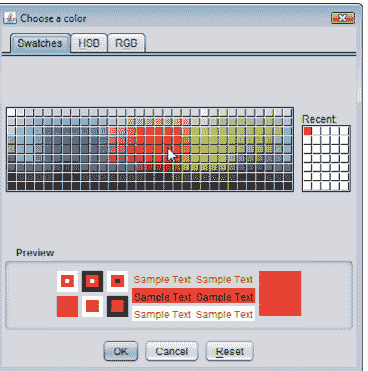 Choose a color
Swatches HSB RGB
Recent:
Preview
Sample Text Sample Text
Sample Text Sample Text
Sample Text Sample Text
OK Cancel Reset